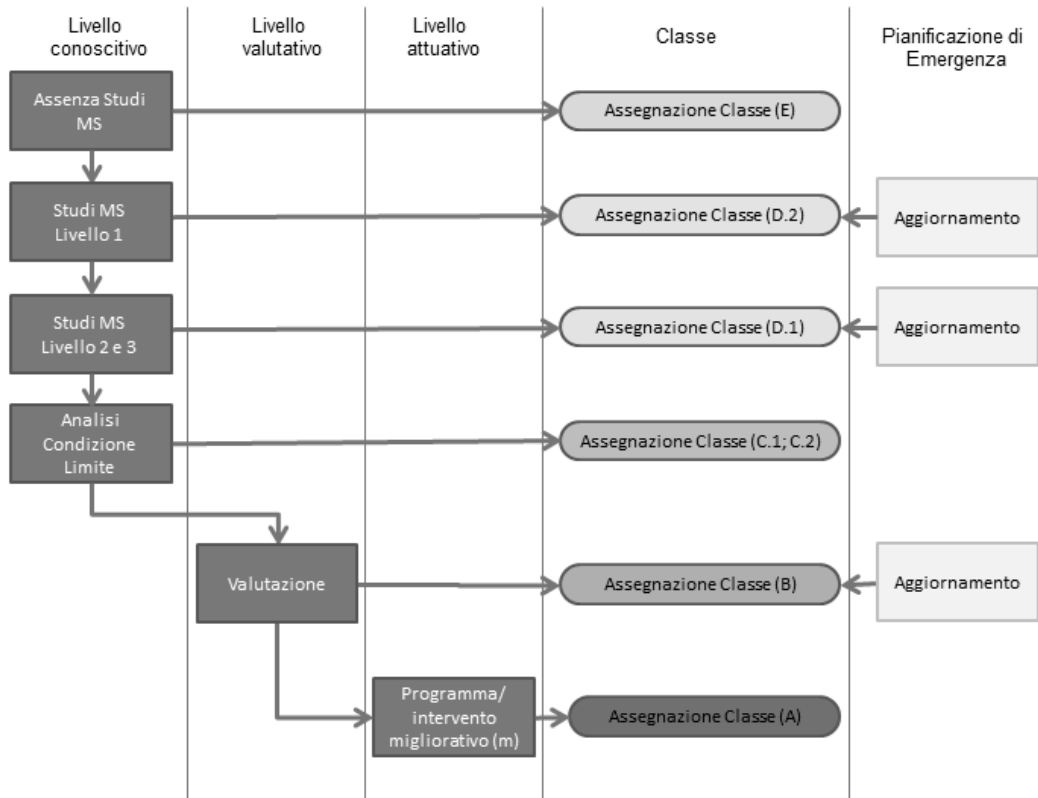 Livello
conoscitivo
Livello
valutativo
Livello
attuativo
Classe
Pianificazione di
Emergenza
Assenza Studi
MS
Assegnazione Classe (E)
Studi MS
Livello 1
Assegnazione Classe (D.2)
Aggiornamento
Studi MS
Livello 2 e 3
Assegnazione Classe (D.1)
Aggiornamento
Analisi
Condizione
Limite
Assegnazione Classe (C.1; C.2)
Valutazione
Assegnazione Classe (B)
Aggiornamento
Programma/
intervento
migliorativo (m)
Assegnazione Classe (A)